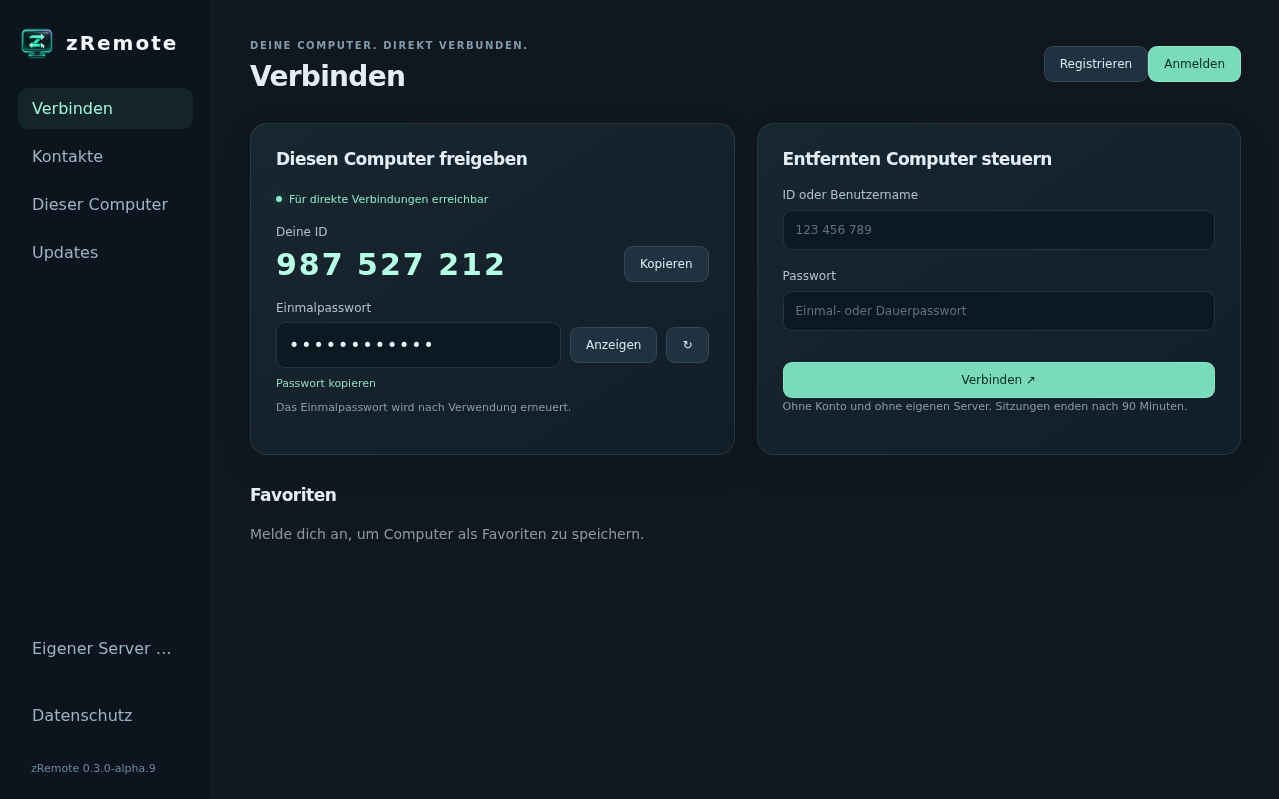 zRemote
Verbinden
Kontakte
Dieser Computer
Updates
Eigener Server ...
Datenschutz
zRemote 0.3.0-alpha.9
DEINE COMPUTER. DIREKT VERBUNDEN.
Verbinden
Registrieren
Anmelden
Diesen Computer freigeben
Für direkte Verbindungen erreichbar
Deine ID
987 527 212
Kopieren
Einmalpasswort
••••••••••••
Anzeigen
↻
Passwort kopieren
Das Einmalpasswort wird nach Verwendung erneuert.
Entfernten Computer steuern
ID oder Benutzername
123 456 789
Passwort
Einmal- oder Dauerpasswort
Verbinden ↗
Ohne Konto und ohne eigenen Server. Sitzungen enden nach 90 Minuten.
Favoriten
Melde dich an, um Computer als Favoriten zu speichern.